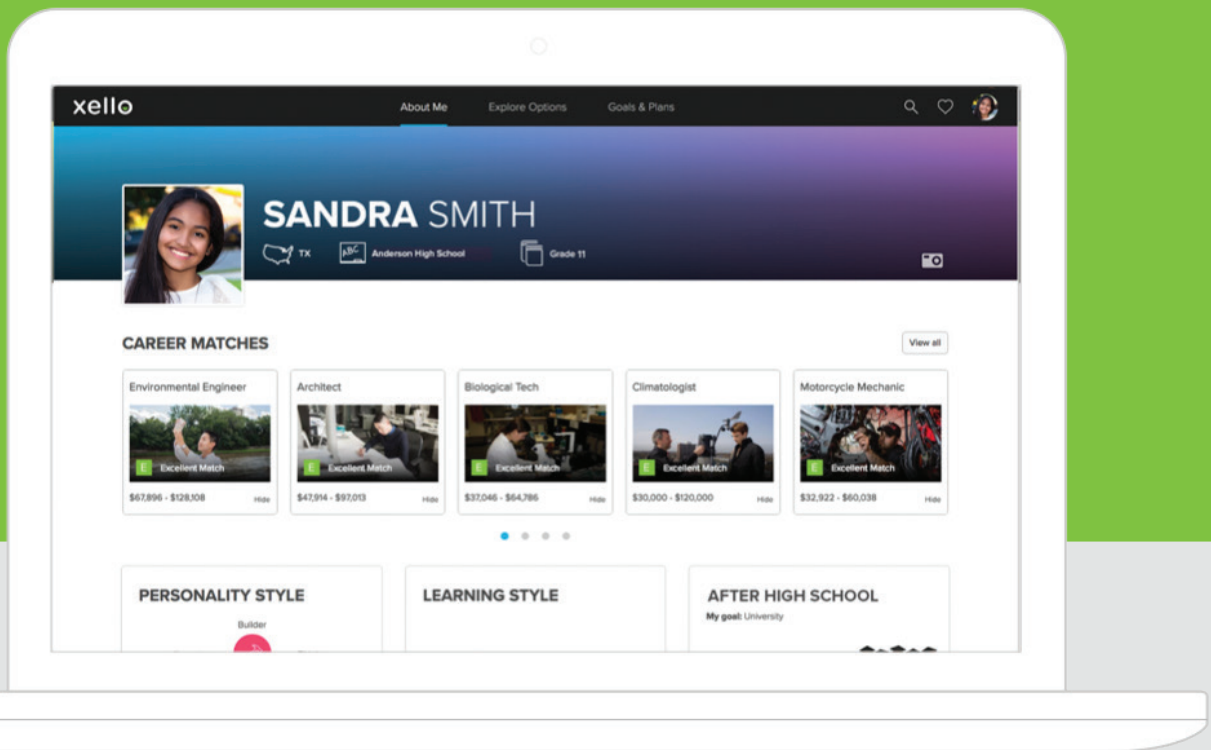 xello About Me Explore Options Goals & Plans
SANDRA SMITH
TX ABC Anderson High School Grade 11
CAREER MATCHES View all
Environmental Engineer Architect Biological Tech Climatologist Motorcycle Mechanic
E Excellent Match E Excellent Match E Excellent Match E Excellent Match E Excellent Match
$67,896 - $128,108 Hide $47,914 - $97,013 Hide $37,046 - $64,786 Hide $30,000 - $120,000 Hide $32,922 - $60,038 Hide
PERSONALITY STYLE LEARNING STYLE AFTER HIGH SCHOOL
My goal: University
Builder